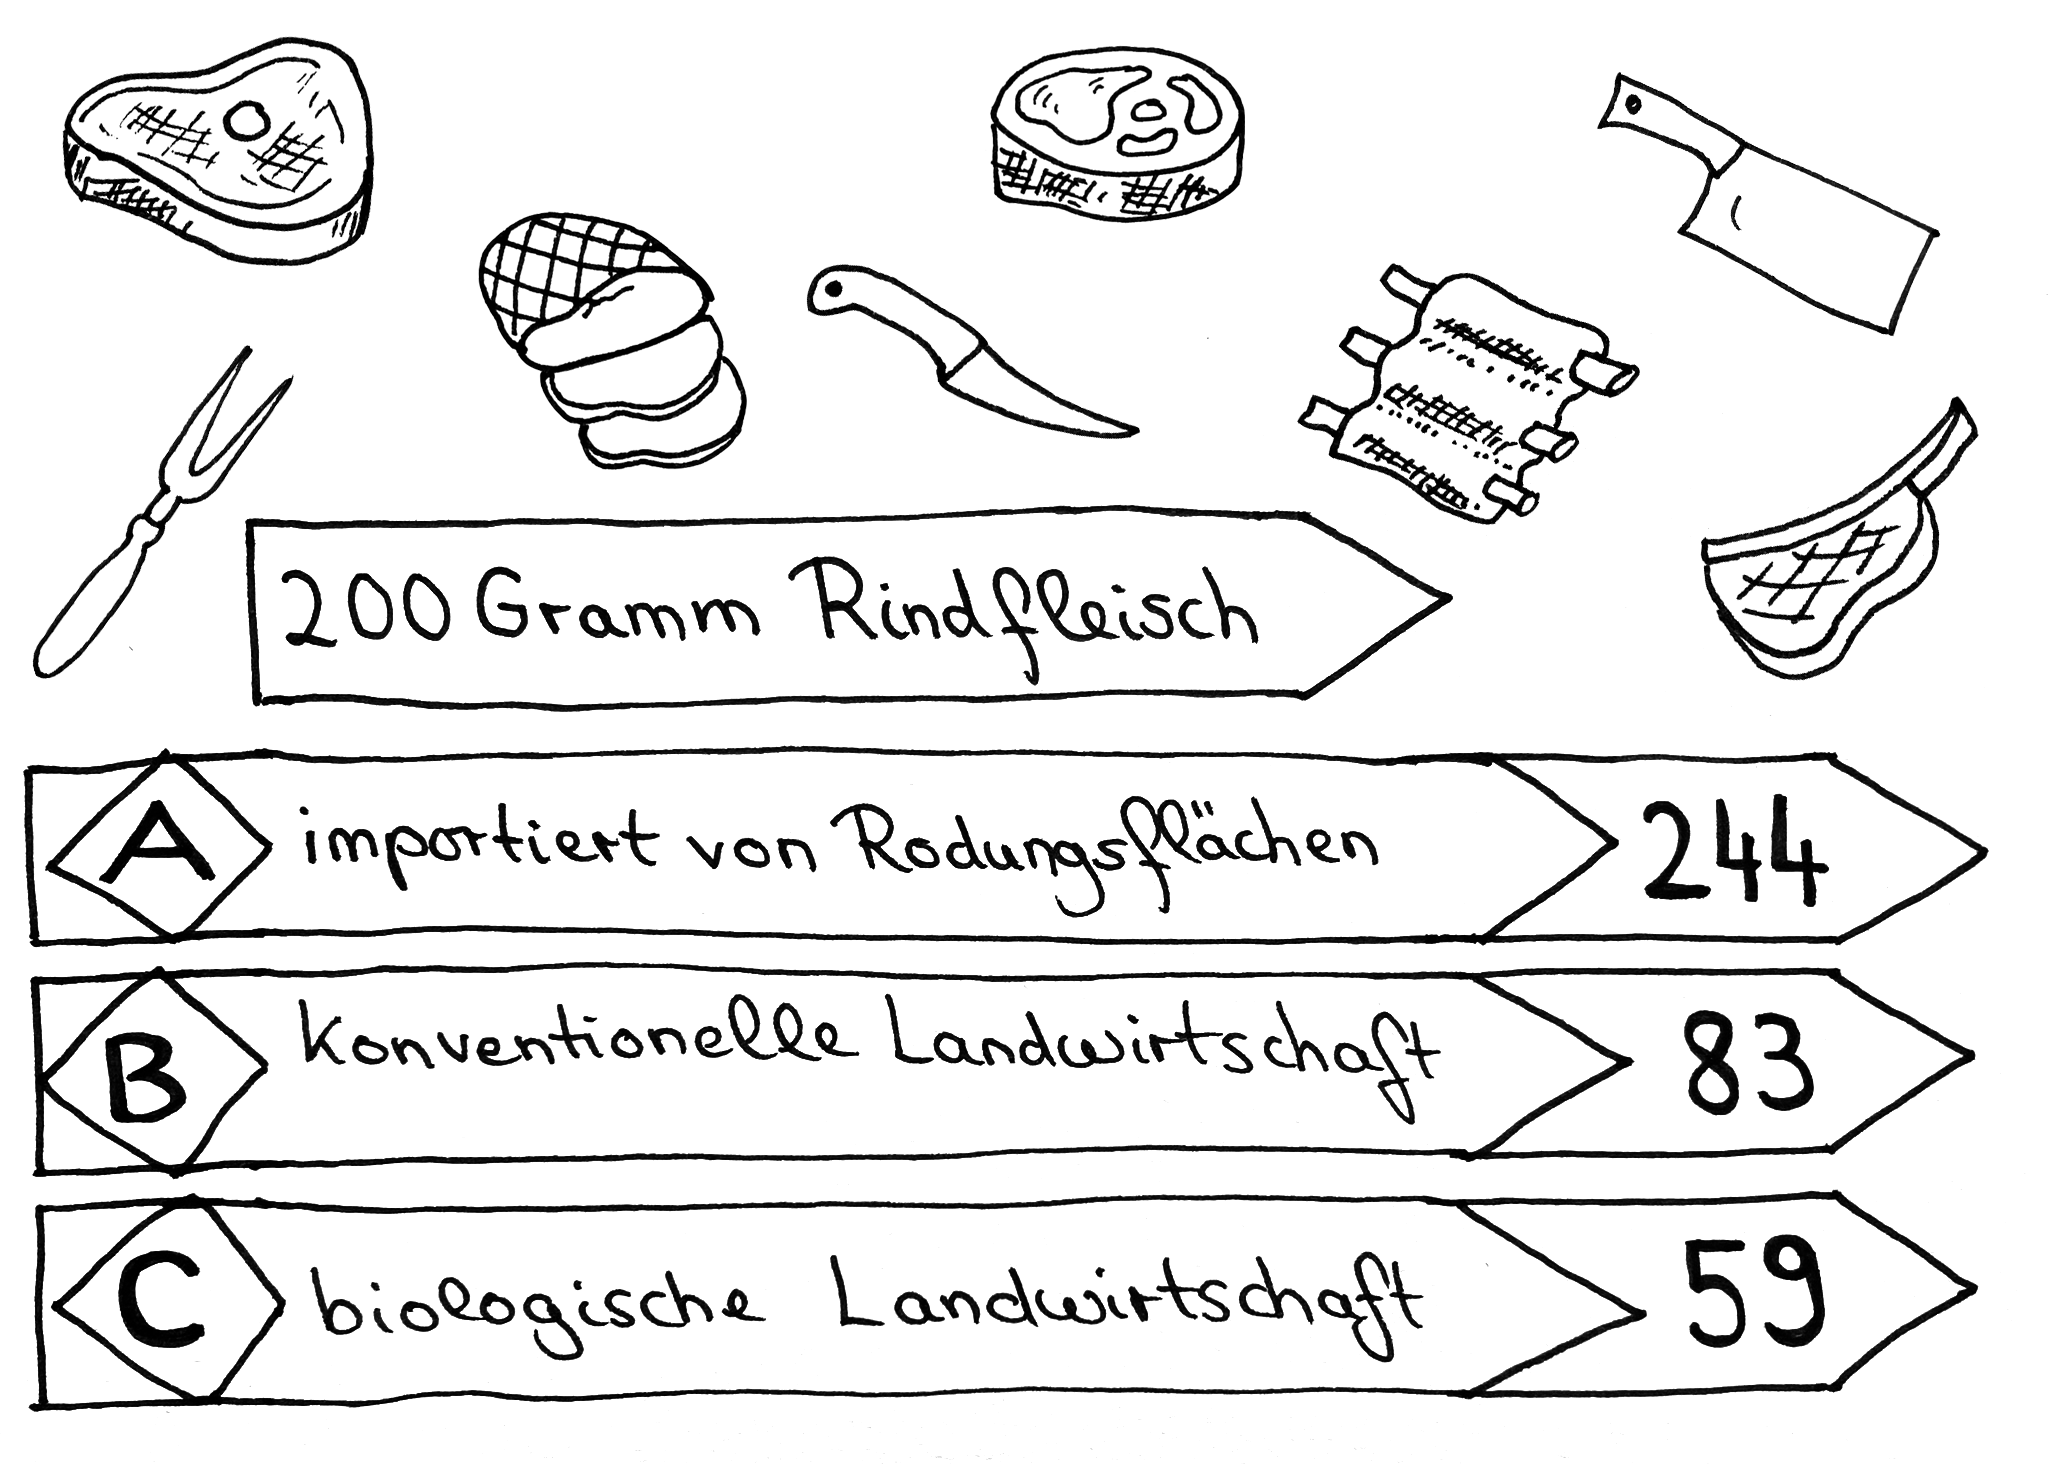 200 Gramm Rindfleisch
A importiert von Rodungsflächen 244
B konventionelle Landwirtschaft 83
C biologische Landwirtschaft 59